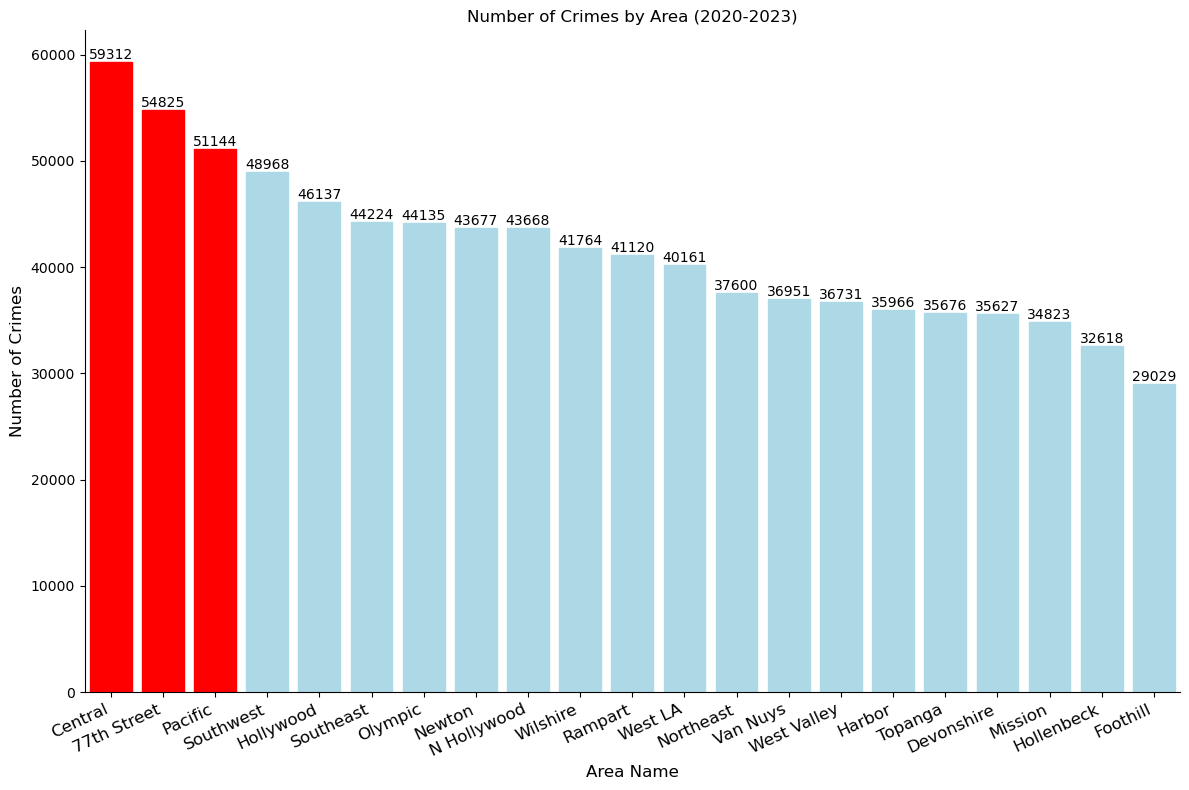 Number of Crimes by Area (2020-2023)
Number of Crimes
60000
50000
40000
30000
20000
10000
0
59312
54825
51144
48968
46137
44224
44135
43677
43668
41764
41120
40161
37600
36951
36731
35966
35676
35627
34823
32618
29029
Central
77th Street
Pacific
Southwest
Hollywood
Southeast
Olympic
Newton
N Hollywood
Wilshire
Rampart
West LA
Northeast
Van Nuys
West Valley
Harbor
Topanga
Devonshire
Mission
Hollenbeck
Foothill
Area Name